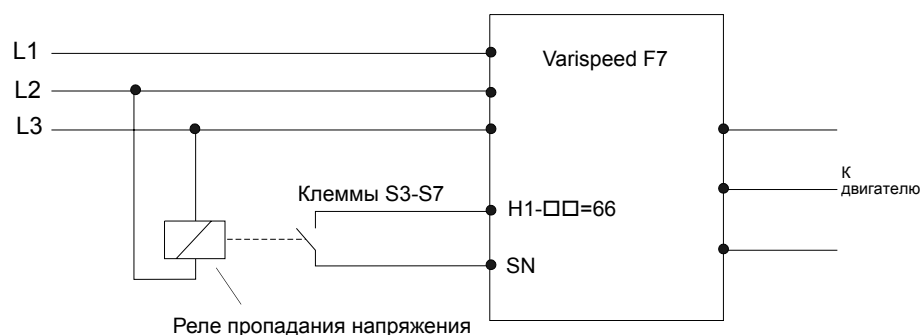 L1
Varispeed F7
L2
L3
К
двигателю
Клеммы S3-S7
H1-□□=66
SN
Реле пропадания напряжения